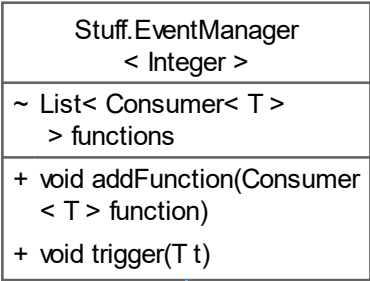 Stuff.EventManager
< Integer >
~ List< Consumer< T >
> functions
+ void addFunction(Consumer
< T > function)
+ void trigger(T t)